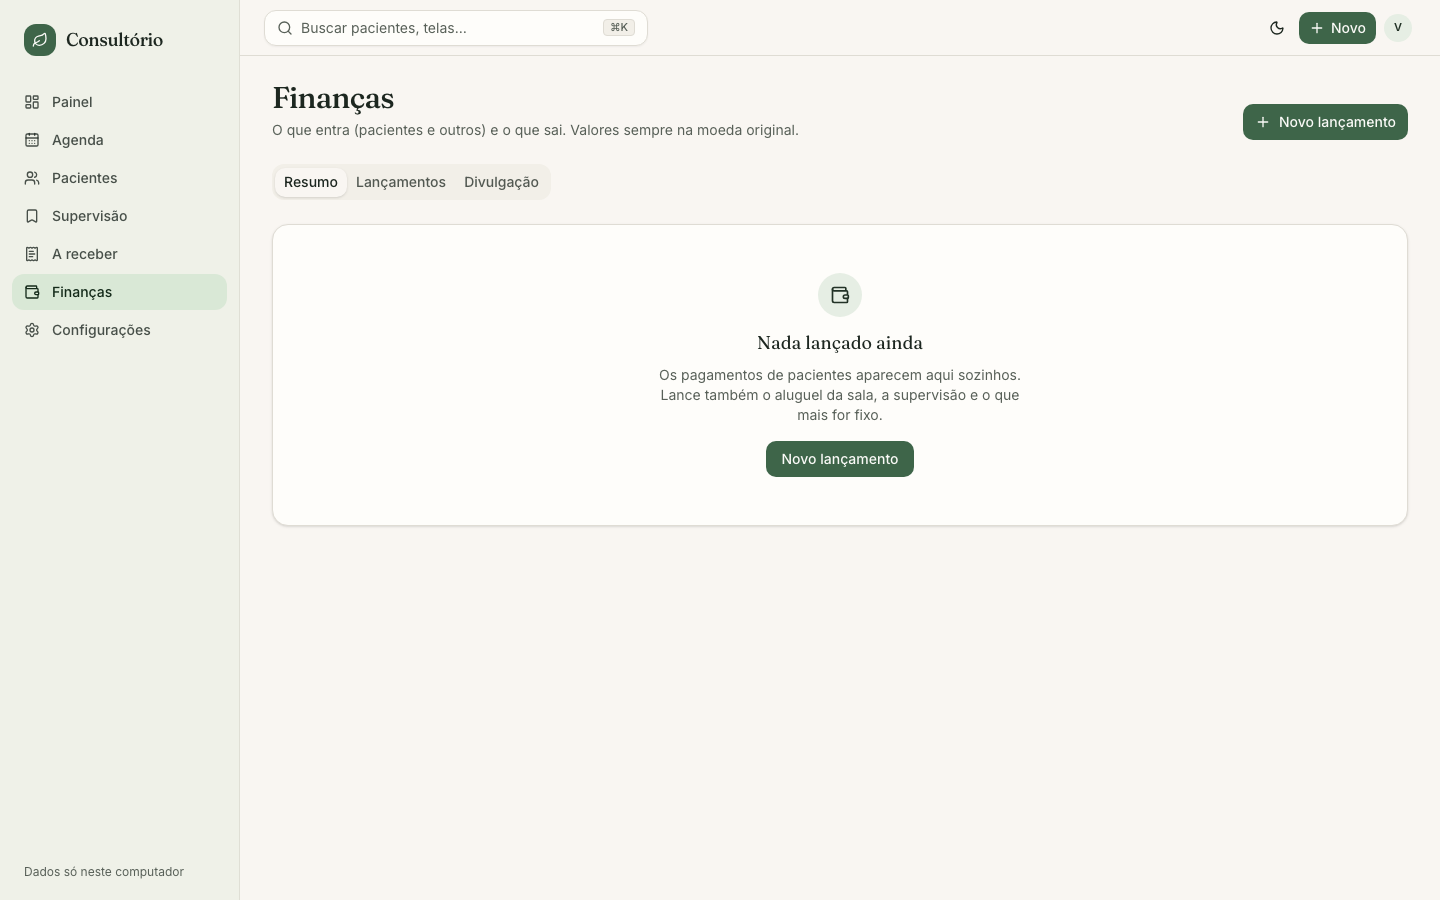 Consultório
Buscar pacientes, telas...
⌘K
Novo
V
Painel
Agenda
Pacientes
Supervisão
A receber
Finanças
Configurações
Finanças
O que entra (pacientes e outros) e o que sai. Valores sempre na moeda original.
Novo lançamento
Resumo
Lançamentos
Divulgação
Nada lançado ainda
Os pagamentos de pacientes aparecem aqui sozinhos.
Lance também o aluguel da sala, a supervisão e o que
mais for fixo.
Novo lançamento
Dados só neste computador